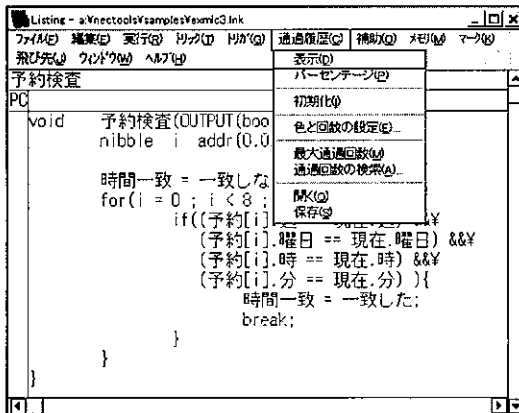 Listing - a:¥nectools¥samples¥exmlc3.lnk
ファイル(F) 編集(E) 実行(R) トリック(T) トリガ(G) 通過履歴(C) 補助(O) メモリ(M) マーク(K)
飛び先(J) ウィンドウ(W) ヘルプ(H)
表示(D)
パーセンテージ(P)
初期化(I)
色と回数の設定(E)...
最大通過回数(M)
通過回数の検索(A)...
開く(O)
保存(S)
予約検査
PC
void 予約検査(OUTPUT(boo
nibble i addr(0.0
時間一致 = 一致しな
for(i = 0 ; i < 8 ;
if((予約[i]. 現在. &&¥
(予約[i].曜日 == 現在.曜日) &&¥
(予約[i].時 == 現在.時) &&¥
(予約[i].分 == 現在.分) ){
時間一致 = 一致した;
break;
}
}
}